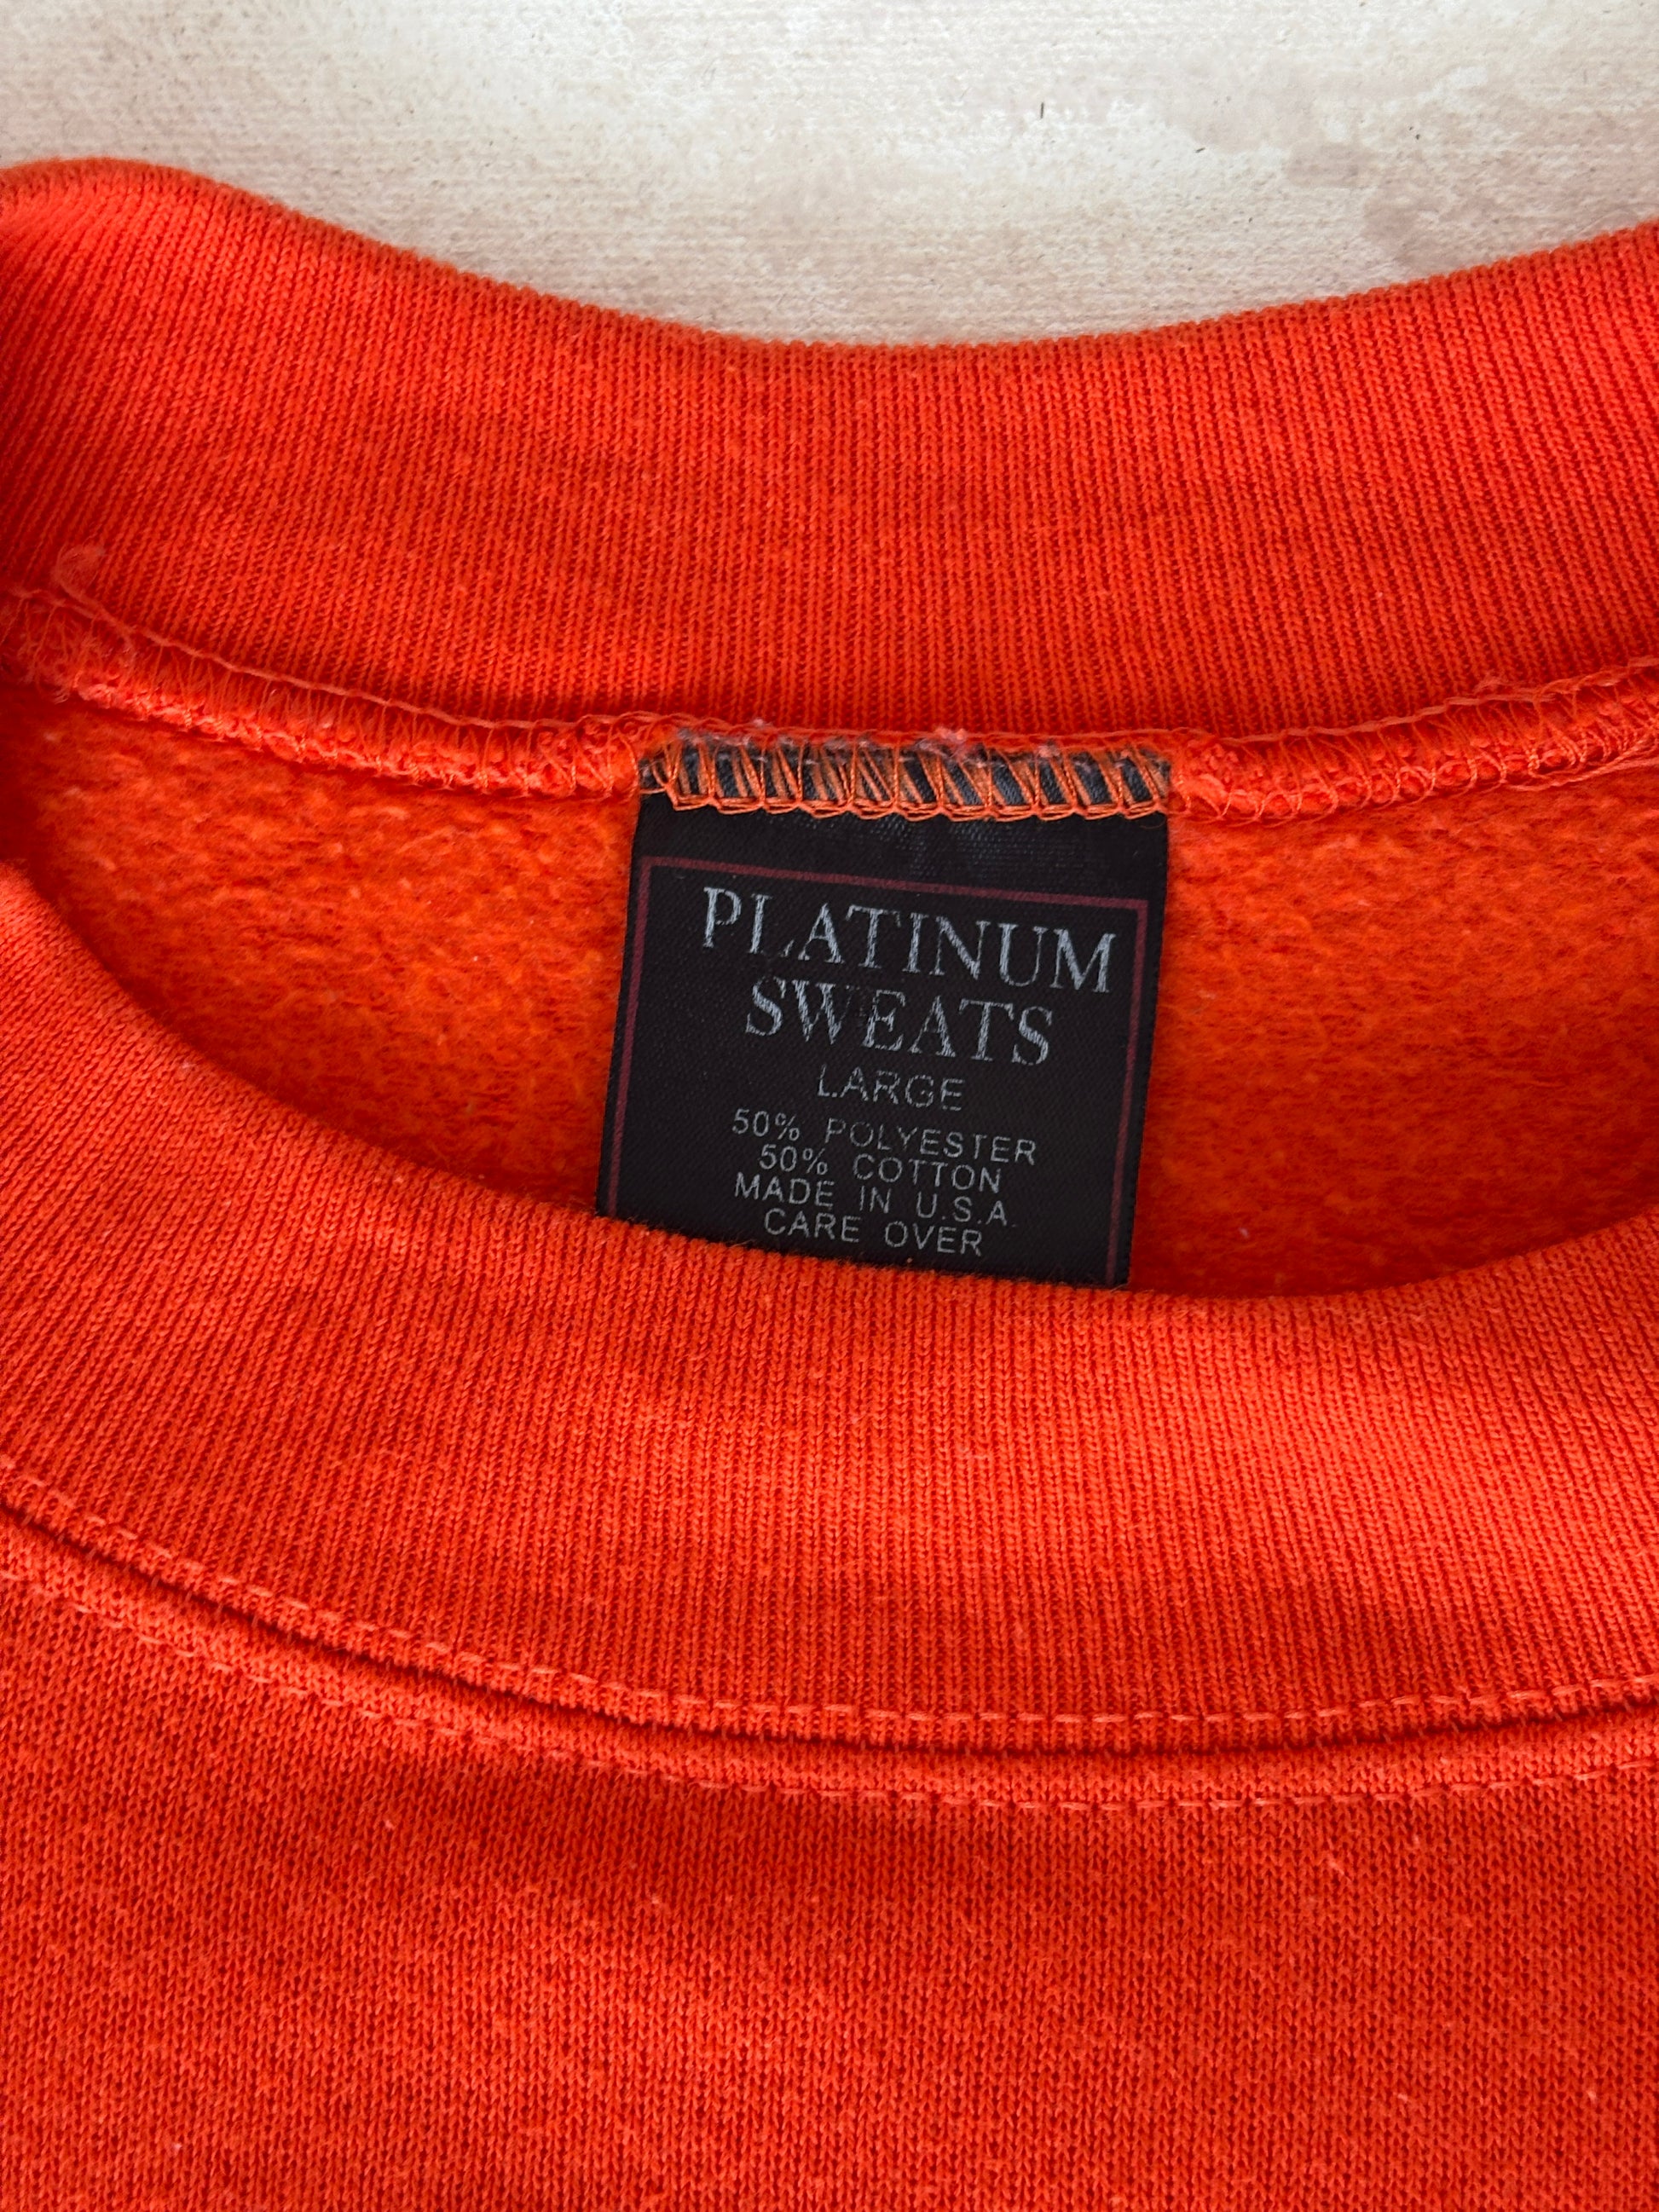 PLATINUM
SWEATS
LARGE
50% POLYESTER
50% COTTON
MADE IN U.S.A.
CARE OVER